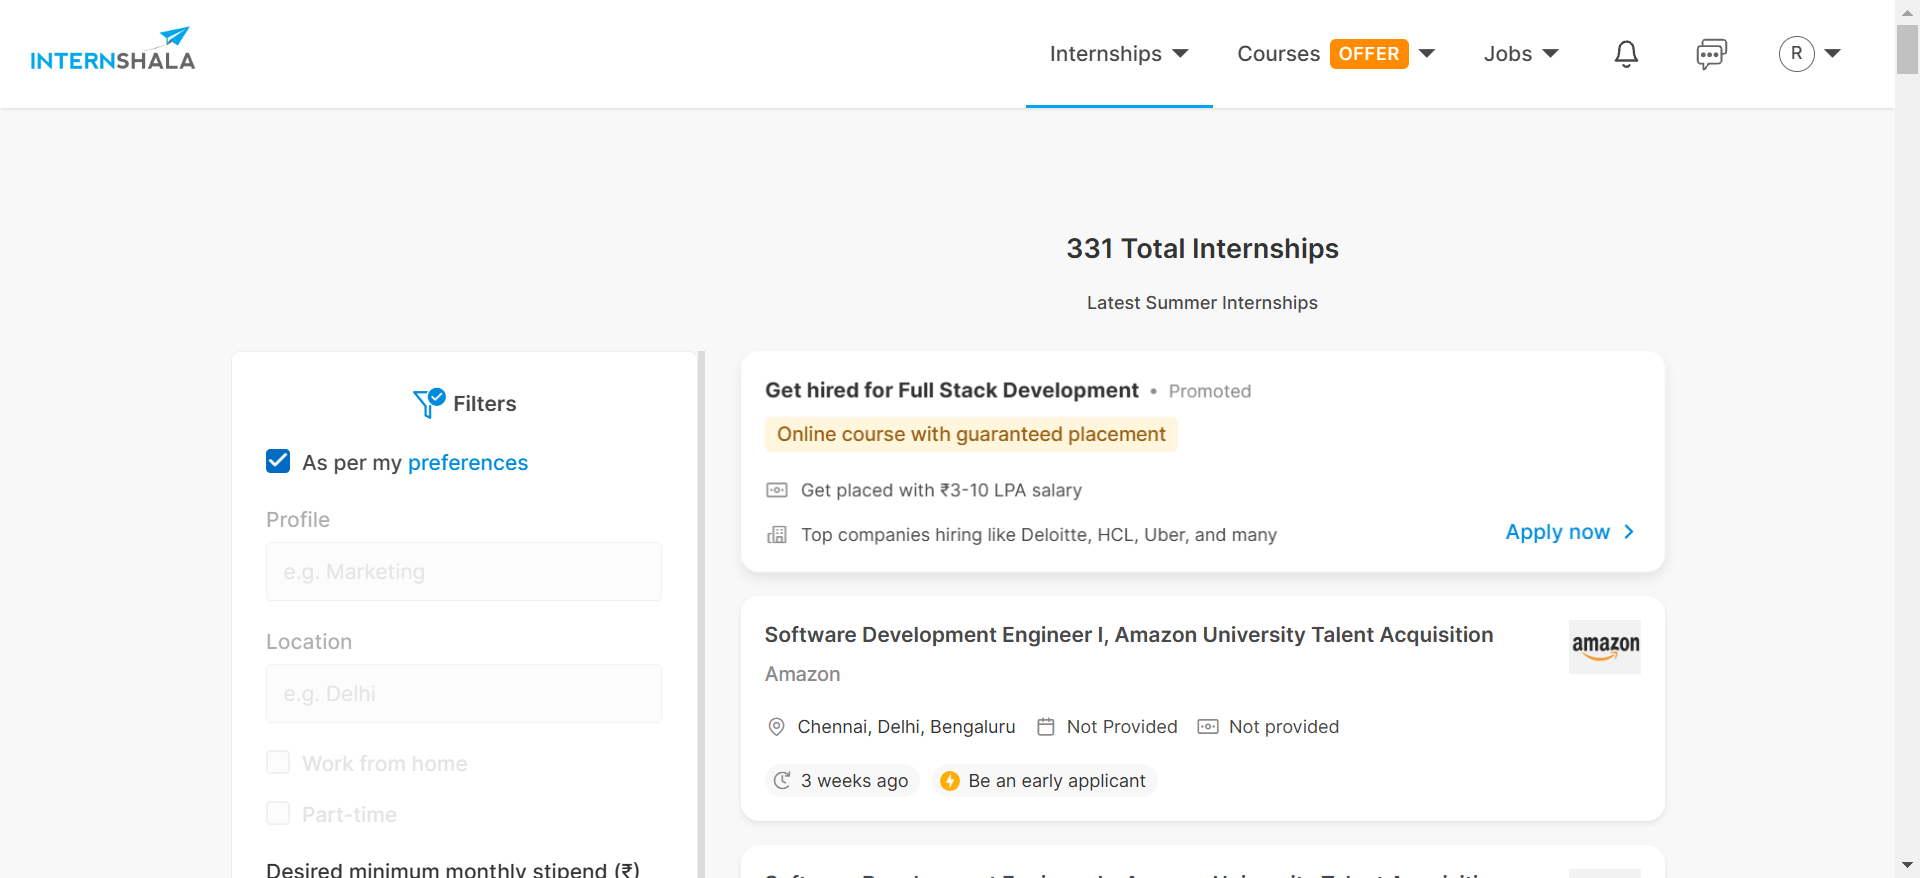 INTERNSHALA
Internships
Courses OFFER
Jobs
R
331 Total Internships
Latest Summer Internships
Filters
As per my preferences
Profile
e.g. Marketing
Location
e.g. Delhi
Work from home
Part-time
Desired minimum monthly stipend (₹)
Get hired for Full Stack Development • Promoted
Online course with guaranteed placement
Get placed with ₹3-10 LPA salary
Top companies hiring like Deloitte, HCL, Uber, and many
Apply now
Software Development Engineer I, Amazon University Talent Acquisition
amazon
Amazon
Chennai, Delhi, Bengaluru Not Provided Not provided
3 weeks ago Be an early applicant